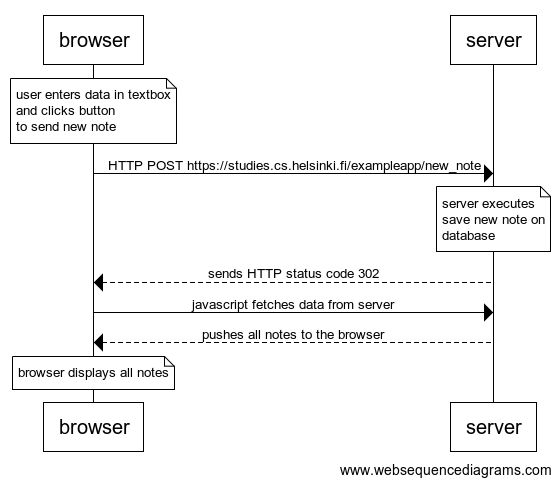 browser
server
user enters data in textbox
and clicks button
to send new note
HTTP POST https://studies.cs.helsinki.fi/exampleapp/new_note
server executes
save new note on
database
sends HTTP status code 302
javascript fetches data from server
pushes all notes to the browser
browser displays all notes
browser
server
www.websequencediagrams.com